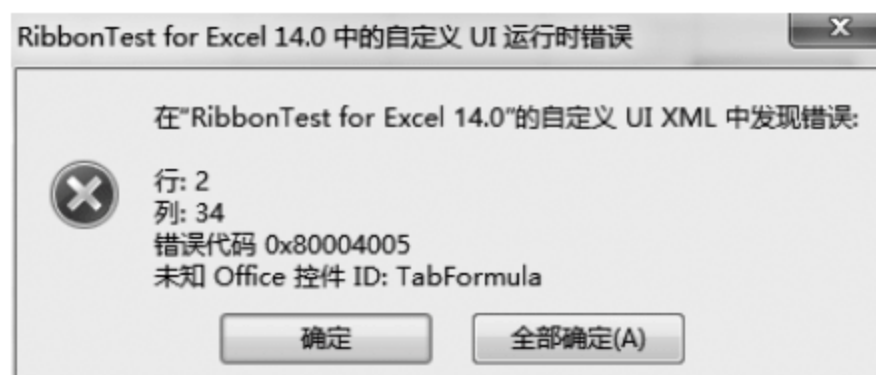 RibbonTest for Excel 14.0 中的自定义 UI 运行时错误
在“RibbonTest for Excel 14.0”的自定义 UI XML 中发现错误:
行: 2
列: 34
错误代码 0x80004005
未知 Office 控件 ID: TabFormula
确定
全部确定(A)